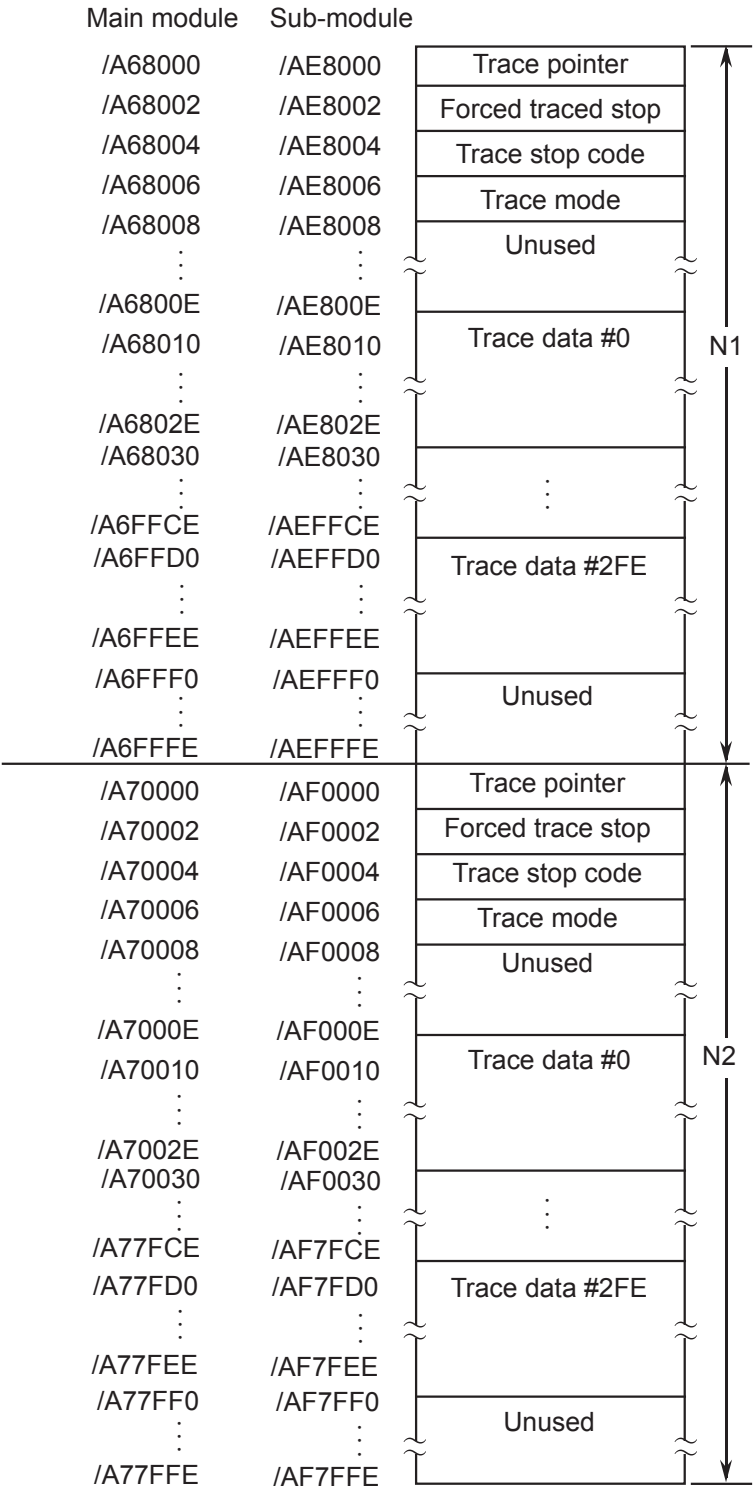 Main module Sub-module
/A68000 /AE8000 Trace pointer
/A68002 /AE8002 Forced traced stop
/A68004 /AE8004 Trace stop code
/A68006 /AE8006 Trace mode
/A68008 /AE8008 Unused
/A6800E /AE800E
/A68010 /AE8010 Trace data #0 N1
/A6802E /AE802E
/A68030 /AE8030
/A6FFCE /AEFFCE
/A6FFD0 /AEFFD0 Trace data #2FE
/A6FFEE /AEFFEE
/A6FFF0 /AEFFF0 Unused
/A6FFFE /AEFFFE
/A70000 /AF0000 Trace pointer
/A70002 /AF0002 Forced trace stop
/A70004 /AF0004 Trace stop code
/A70006 /AF0006 Trace mode
/A70008 /AF0008 Unused
/A7000E /AF000E
/A70010 /AF0010 Trace data #0 N2
/A7002E /AF002E
/A70030 /AF0030
/A77FCE /AF7FCE
/A77FD0 /AF7FD0 Trace data #2FE
/A77FEE /AF7FEE
/A77FF0 /AF7FF0 Unused
/A77FFE /AF7FFE